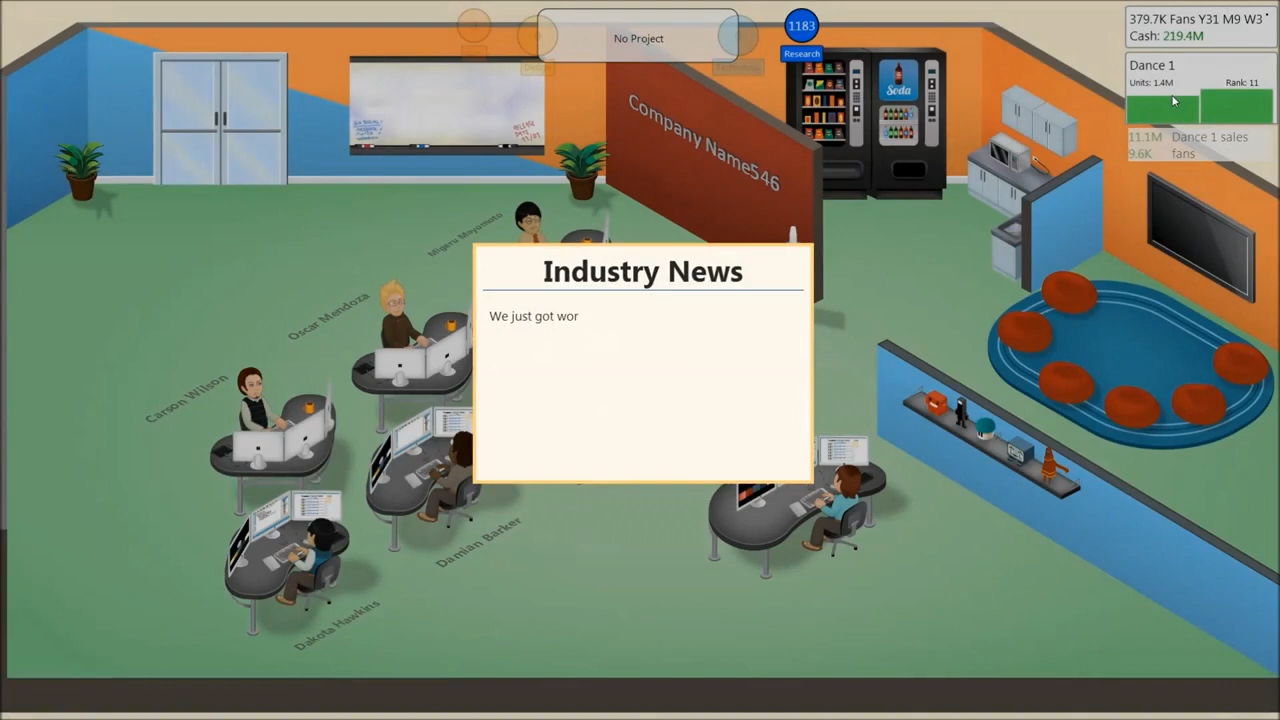 No Project
1183
Research
379.7K Fans Y31 M9 W3
Cash: 219.4M
Dance 1
Units: 1.4M
Rank: 11
11.1M Dance 1 sales
9.6K fans
Soda
Company Name546
RELEASE
Migeru Mayomoto
Oscar Mendoza
Carson Wilson
Damian Barker
Dakota Hawkins
Industry News
We just got wor